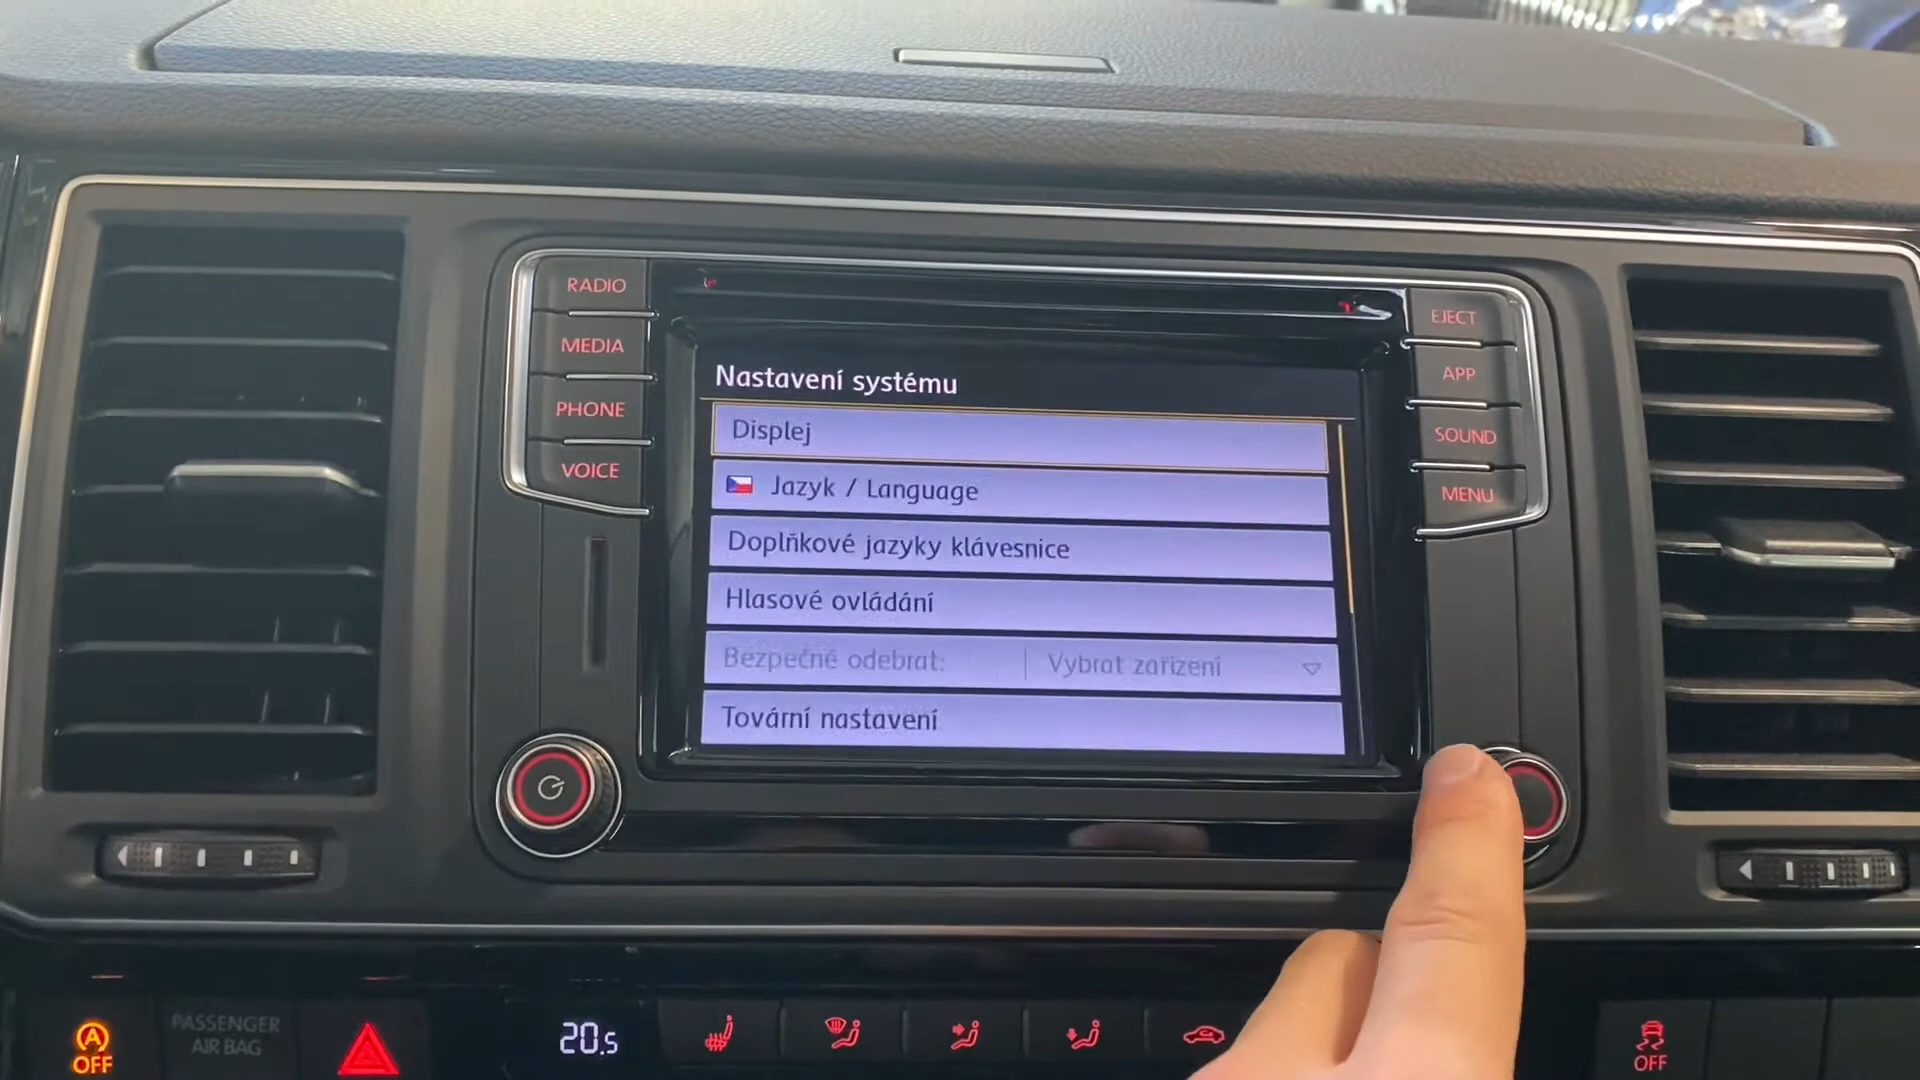 RADIO
MEDIA
PHONE
VOICE
EJECT
APP
SOUND
MENU
Nastavení systému
Displej
Jazyk / Language
Doplňkové jazyky klávesnice
Hlasové ovládání
Bezpečně odebrat: Vybrat zařízení
Tovární nastavení
A
OFF
PASSENGER
AIR BAG
20.5
OFF